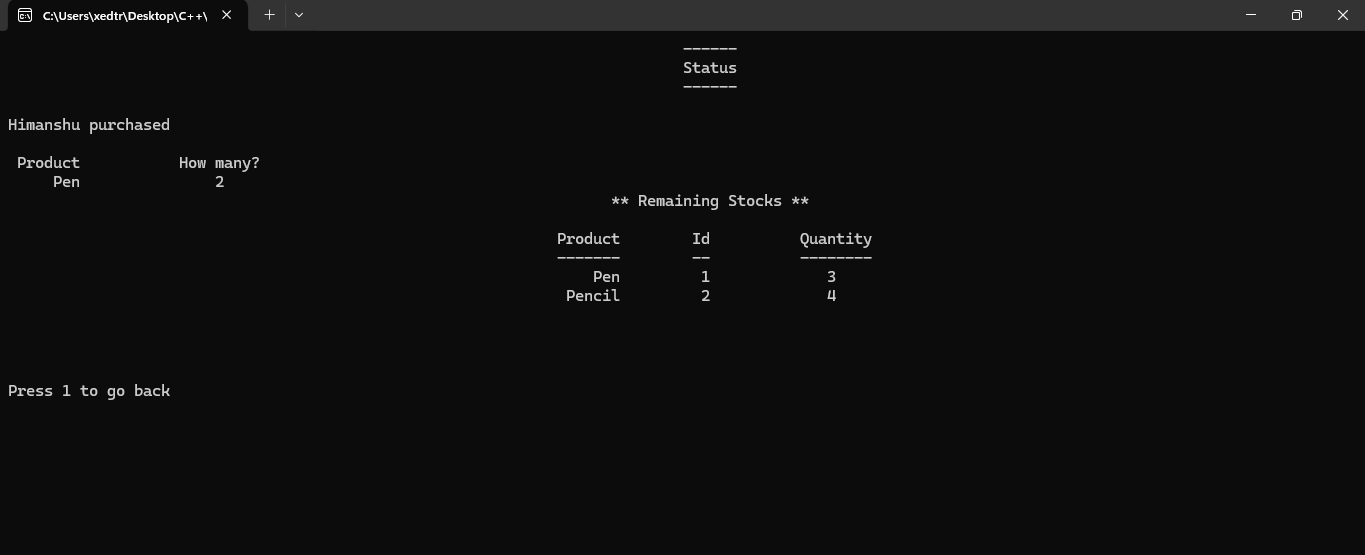 C:\Users\xedtr\Desktop\C++\
------
Status
------
Himanshu purchased
Product How many?
Pen 2
** Remaining Stocks **
Product Id Quantity
------- -- --------
Pen 1 3
Pencil 2 4
Press 1 to go back